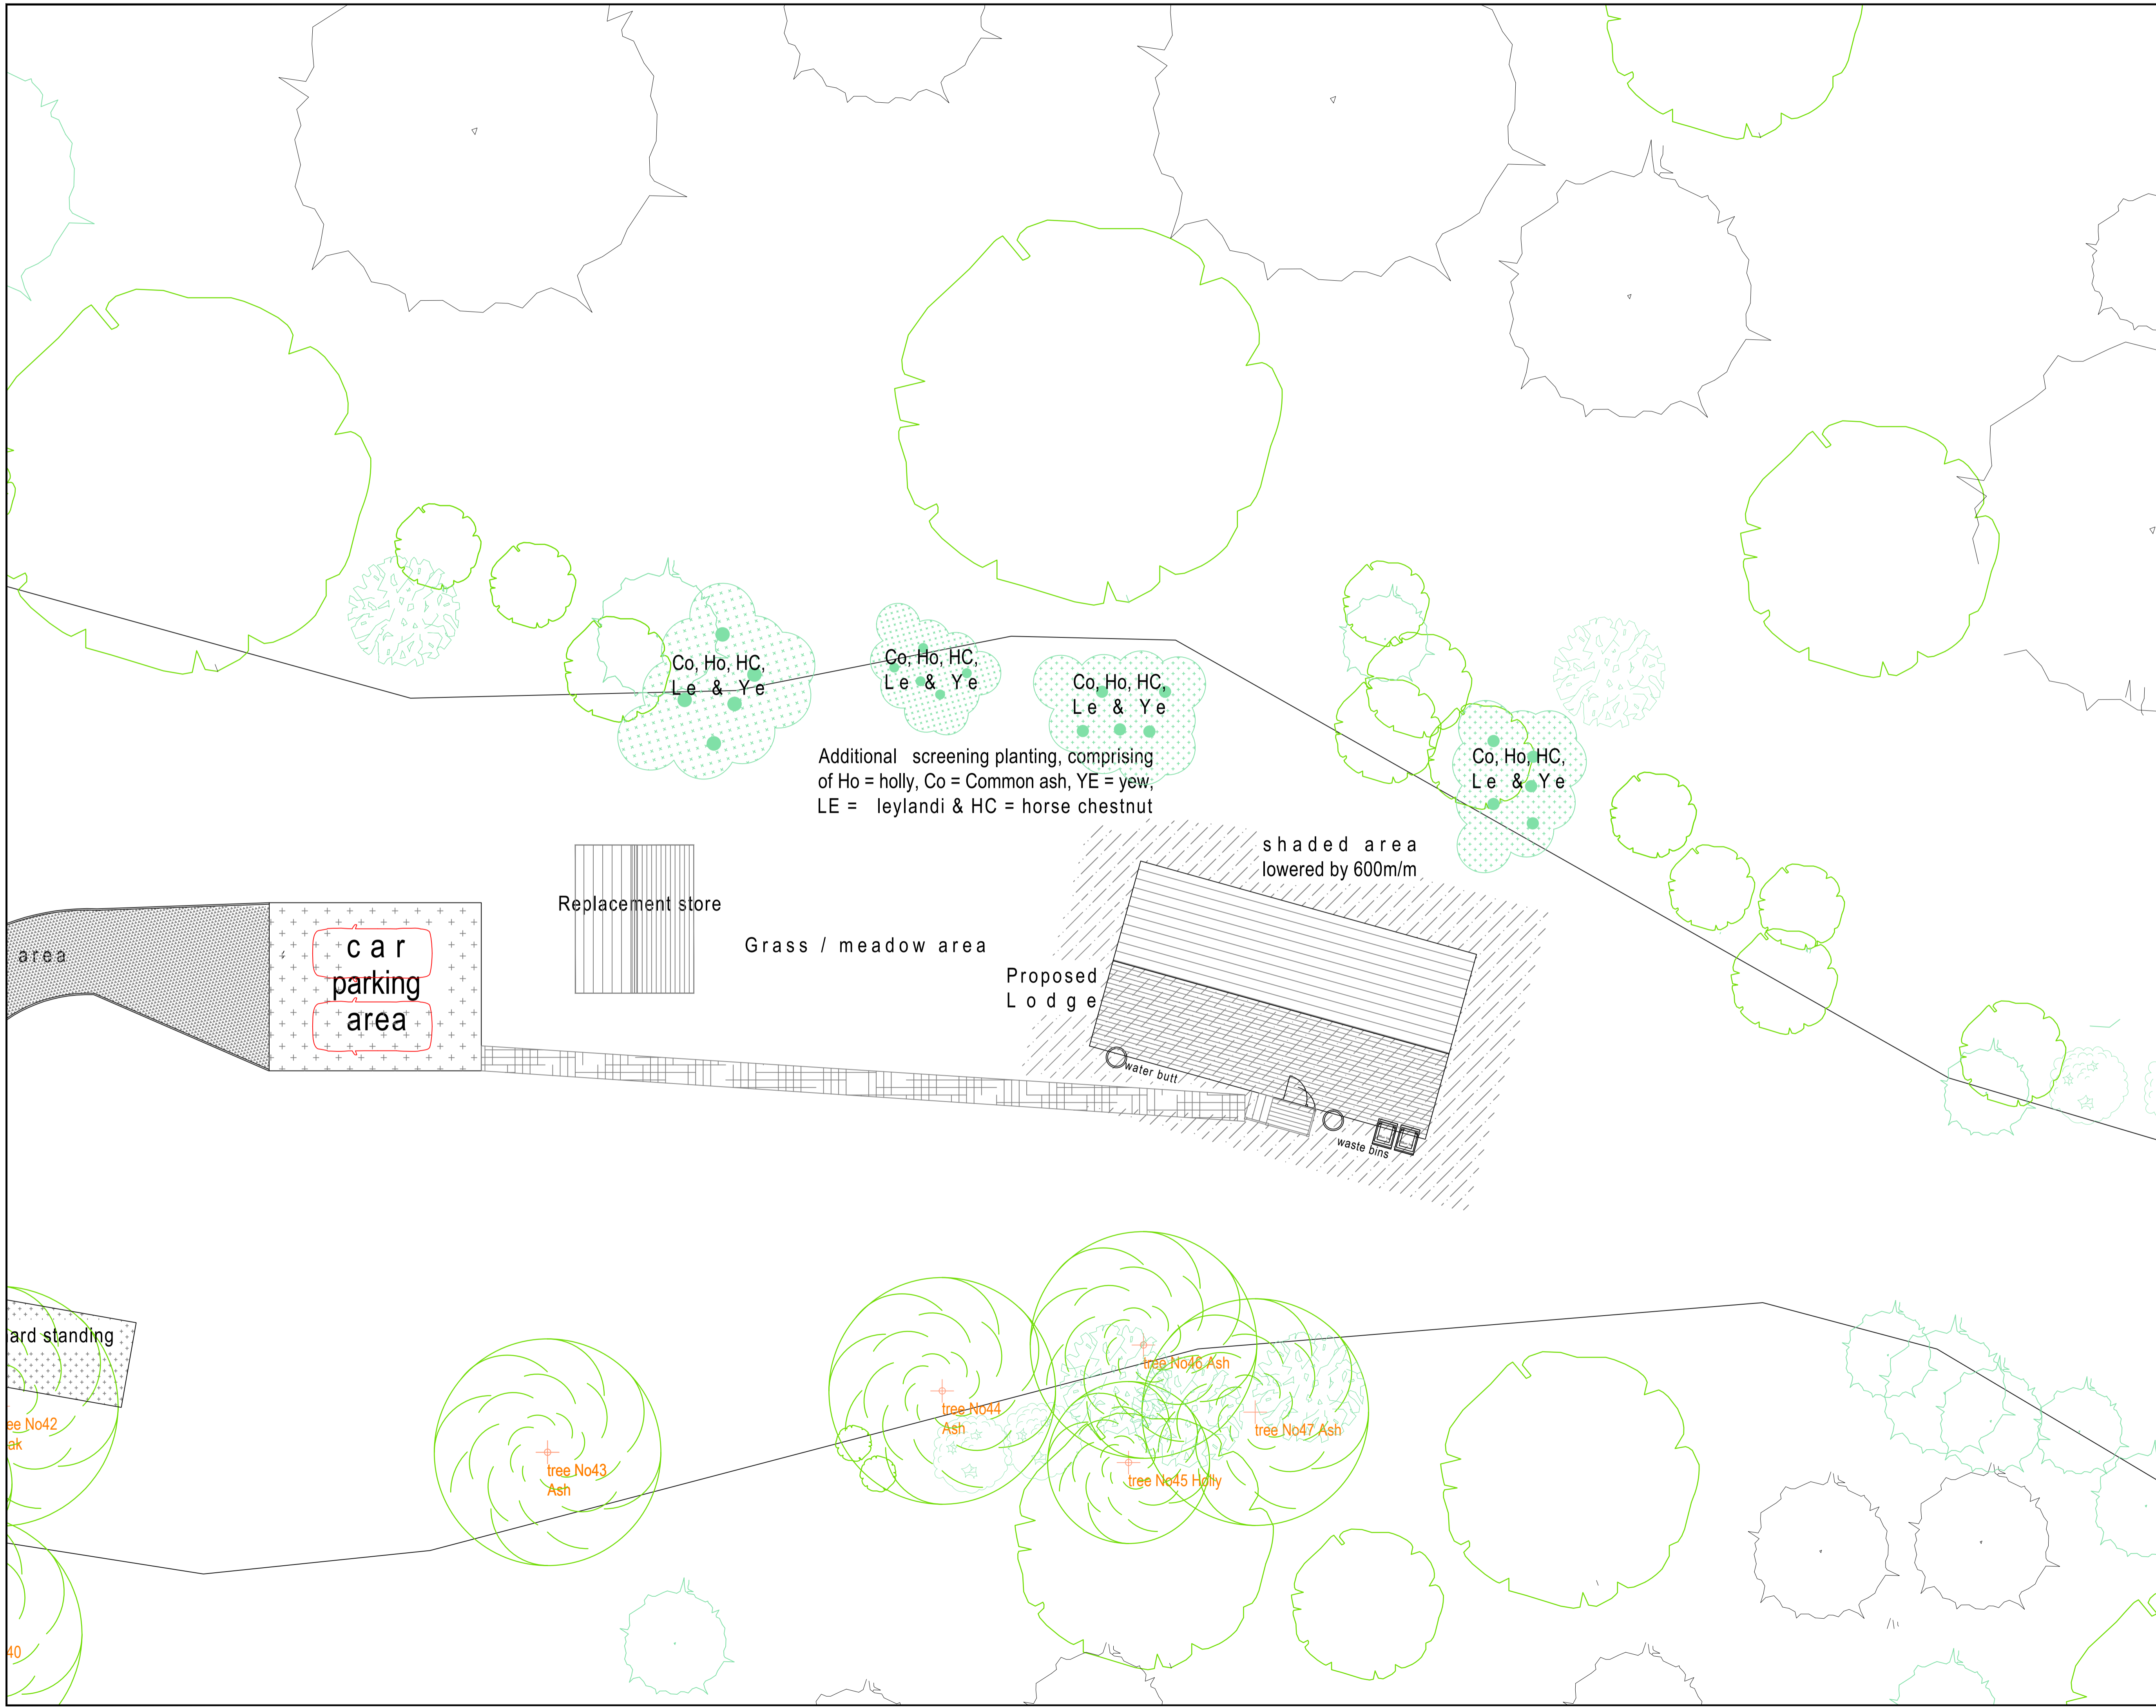 Co, Ho, HC,
Le & Ye
Co, Ho, HC,
Le & Ye
Co, Ho, HC,
Le & Ye
Co, Ho, HC,
Le & Ye
Additional screening planting, comprising
of Ho = holly, Co = Common ash, YE = yew,
LE = leylandi & HC = horse chestnut
shaded area
lowered by 600m/m
Replacement store
Grass / meadow area
area
car
parking
area
Proposed
Lodge
water butt
waste bins
ard standing
ee No42
ak
tree No43
Ash
tree No44
Ash
tree No46 Ash
tree No47 Ash
tree No45 Holly
40